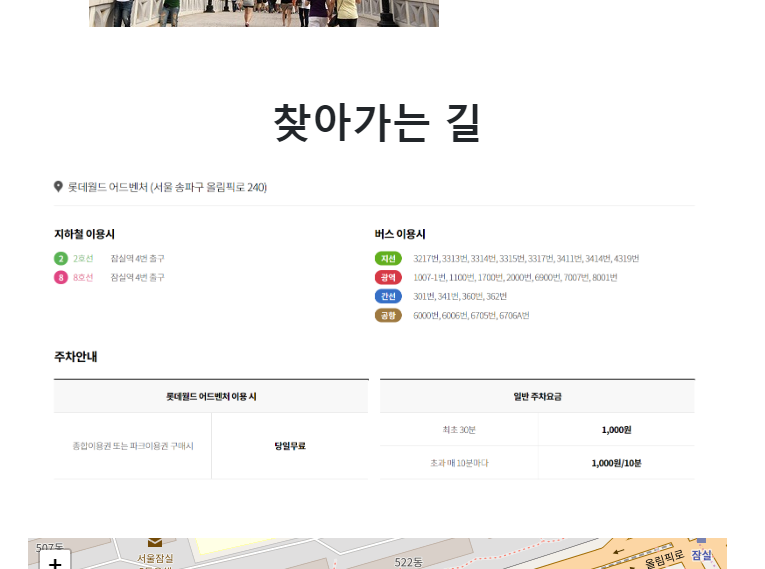 찾아가는 길
롯데월드 어드벤처 (서울 송파구 올림픽로 240)
지하철 이용시
2 2호선 잠실역 4번 출구
8 8호선 잠실역 4번 출구
버스 이용시
지선 3217번, 3313번, 3314번, 3315번, 3317번, 3411번, 3414번, 4319번
광역 1007-1번, 1100번, 1700번, 2000번, 6900번, 7007번, 8001번
간선 301번, 341번, 360번, 362번
공항 6000번, 6006번, 6705번, 6706A번
주차안내
롯데월드 어드벤처 이용 시
종합이용권 또는 파크이용권 구매시 당일무료
일반 주차요금
최초 30분 1,000원
초과 매 10분마다 1,000원/10분
507동
+
서울잠실
522동
올림픽로
잠실